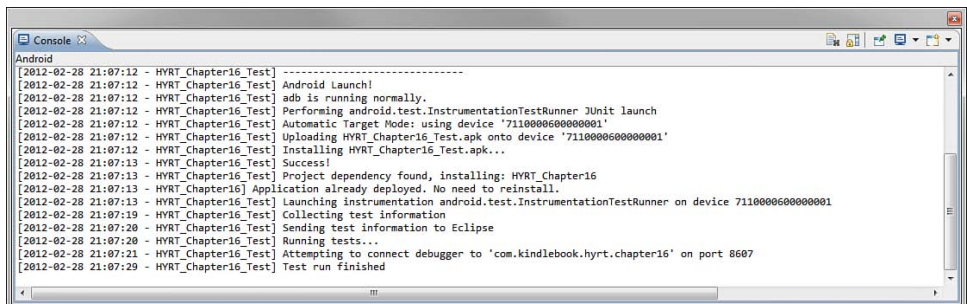 Console
Android
[2012-02-28 21:07:12 - HYRT_Chapter16_Test] ------------------------------
[2012-02-28 21:07:12 - HYRT_Chapter16_Test] Android Launch!
[2012-02-28 21:07:12 - HYRT_Chapter16_Test] adb is running normally.
[2012-02-28 21:07:12 - HYRT_Chapter16_Test] Performing android.test.InstrumentationTestRunner JUnit launch
[2012-02-28 21:07:12 - HYRT_Chapter16_Test] Automatic Target Mode: using device '7110000600000001'
[2012-02-28 21:07:12 - HYRT_Chapter16_Test] Uploading HYRT_Chapter16_Test.apk onto device '7110000600000001'
[2012-02-28 21:07:12 - HYRT_Chapter16_Test] Installing HYRT_Chapter16_Test.apk...
[2012-02-28 21:07:13 - HYRT_Chapter16_Test] Success!
[2012-02-28 21:07:13 - HYRT_Chapter16_Test] Project dependency found, installing: HYRT_Chapter16
[2012-02-28 21:07:13 - HYRT_Chapter16] Application already deployed. No need to reinstall.
[2012-02-28 21:07:13 - HYRT_Chapter16_Test] Launching instrumentation android.test.InstrumentationTestRunner on device 7110000600000001
[2012-02-28 21:07:19 - HYRT_Chapter16_Test] Collecting test information
[2012-02-28 21:07:20 - HYRT_Chapter16_Test] Sending test information to Eclipse
[2012-02-28 21:07:20 - HYRT_Chapter16_Test] Running tests...
[2012-02-28 21:07:21 - HYRT_Chapter16_Test] Attempting to connect debugger to 'com.kindlebook.hyrt.chapter16' on port 8607
[2012-02-28 21:07:29 - HYRT_Chapter16_Test] Test run finished